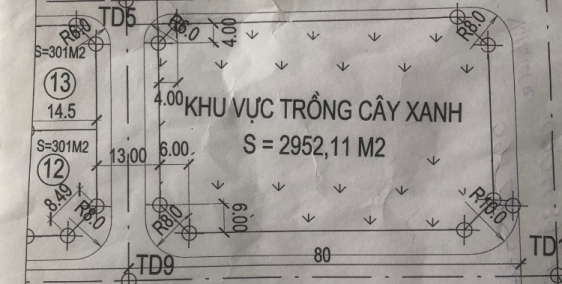 TD5
R6.0
R6.0
4.00
R8.0
S=301M2
13
14.5
4.00
KHU VỰC TRỒNG CÂY XANH
S = 2952,11 M2
S=301M2
12
13.00
6.00
8.49
R8.0
R8.0
6.00
R10.0
80
TD9
TD1